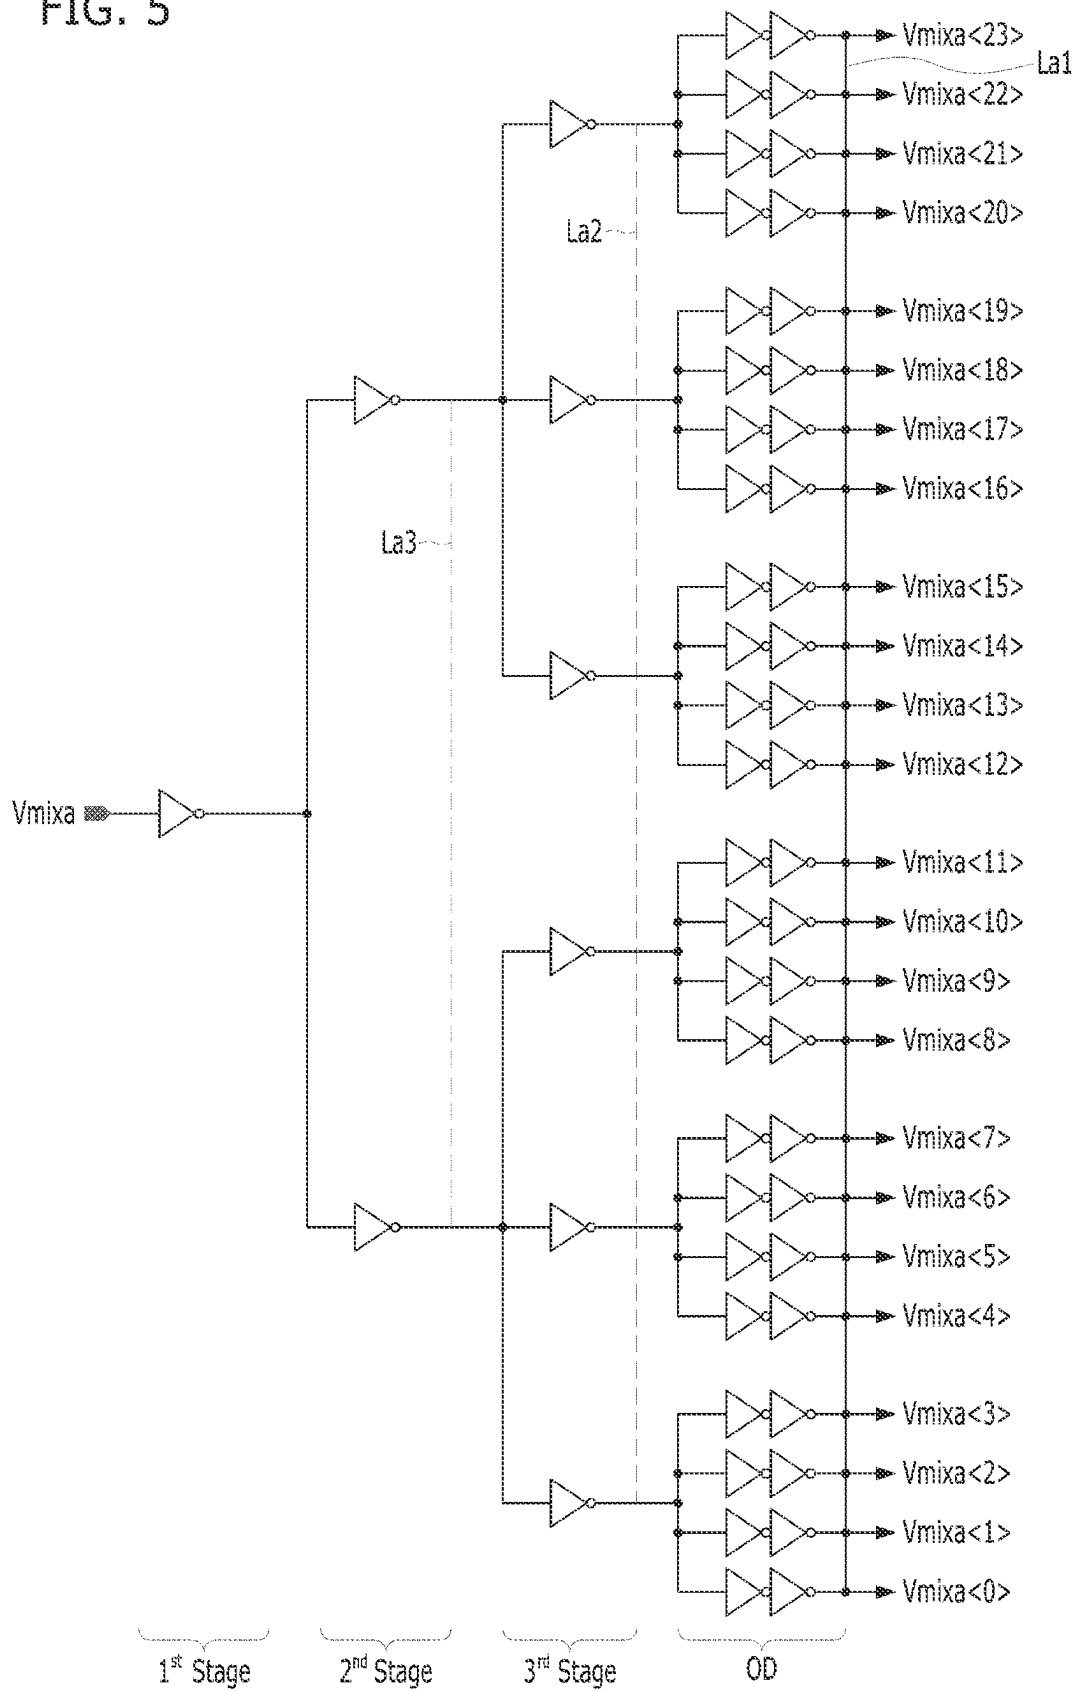 FIG. 5
Vmixa<23>
La1
Vmixa<22>
Vmixa<21>
Vmixa<20>
La2
Vmixa<19>
Vmixa<18>
Vmixa<17>
Vmixa<16>
La3
Vmixa<15>
Vmixa<14>
Vmixa<13>
Vmixa<12>
Vmixa
Vmixa<11>
Vmixa<10>
Vmixa<9>
Vmixa<8>
Vmixa<7>
Vmixa<6>
Vmixa<5>
Vmixa<4>
Vmixa<3>
Vmixa<2>
Vmixa<1>
Vmixa<0>
1st Stage 2nd Stage 3rd Stage OD